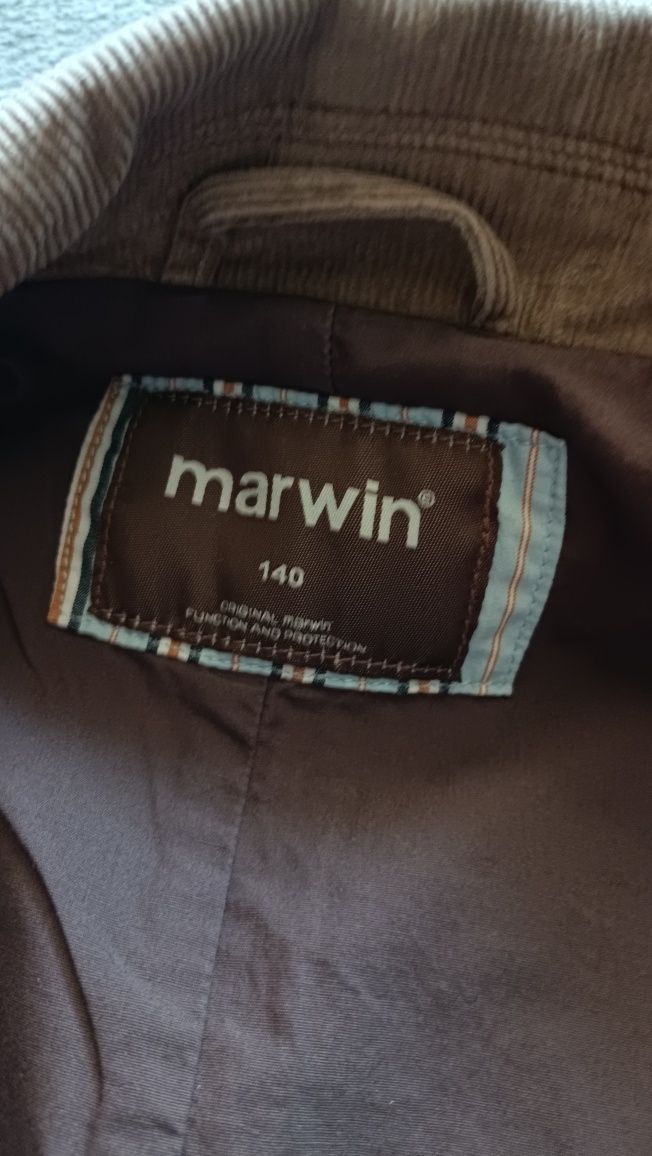 marwin®
140
ORIGINAL marwin
FUNCTION AND PROTECTION